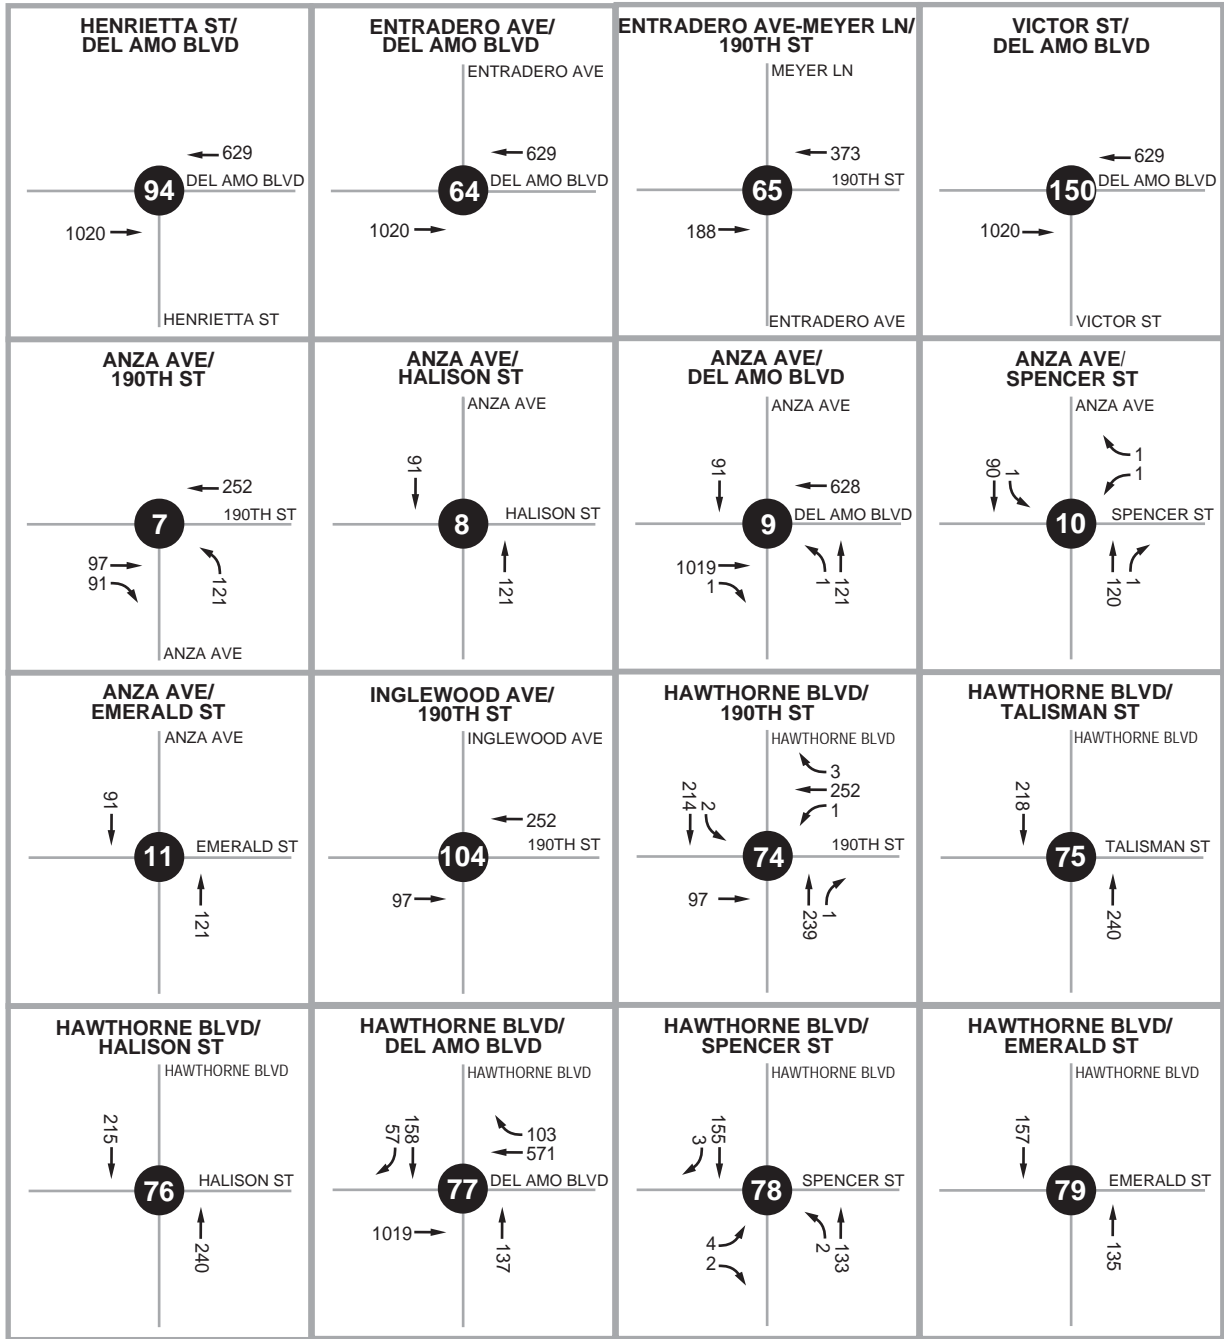 HENRIETTA ST/
DEL AMO BLVD
629
DEL AMO BLVD
94
1020
HENRIETTA ST
ENTRADERO AVE/
DEL AMO BLVD
ENTRADERO AVE
629
DEL AMO BLVD
64
1020
ENTRADERO AVE-MEYER LN/
190TH ST
MEYER LN
373
190TH ST
65
188
ENTRADERO AVE
VICTOR ST/
DEL AMO BLVD
629
DEL AMO BLVD
150
1020
VICTOR ST
ANZA AVE/
190TH ST
252
190TH ST
7
97
91
121
ANZA AVE
ANZA AVE/
HALISON ST
ANZA AVE
91
HALISON ST
8
121
ANZA AVE/
DEL AMO BLVD
ANZA AVE
91
628
DEL AMO BLVD
9
1019
1
1
121
ANZA AVE/
SPENCER ST
ANZA AVE
90
1
1
1
SPENCER ST
10
120
1
ANZA AVE/
EMERALD ST
ANZA AVE
91
EMERALD ST
11
121
INGLEWOOD AVE/
190TH ST
INGLEWOOD AVE
252
190TH ST
104
97
HAWTHORNE BLVD/
190TH ST
HAWTHORNE BLVD
214
2
3
252
1
190TH ST
74
97
239
1
HAWTHORNE BLVD/
TALISMAN ST
HAWTHORNE BLVD
218
TALISMAN ST
75
240
HAWTHORNE BLVD/
HALISON ST
HAWTHORNE BLVD
215
HALISON ST
76
240
HAWTHORNE BLVD/
DEL AMO BLVD
HAWTHORNE BLVD
57
158
103
571
DEL AMO BLVD
77
1019
137
HAWTHORNE BLVD/
SPENCER ST
HAWTHORNE BLVD
3
155
SPENCER ST
78
4
2
2
133
HAWTHORNE BLVD/
EMERALD ST
HAWTHORNE BLVD
157
EMERALD ST
79
135